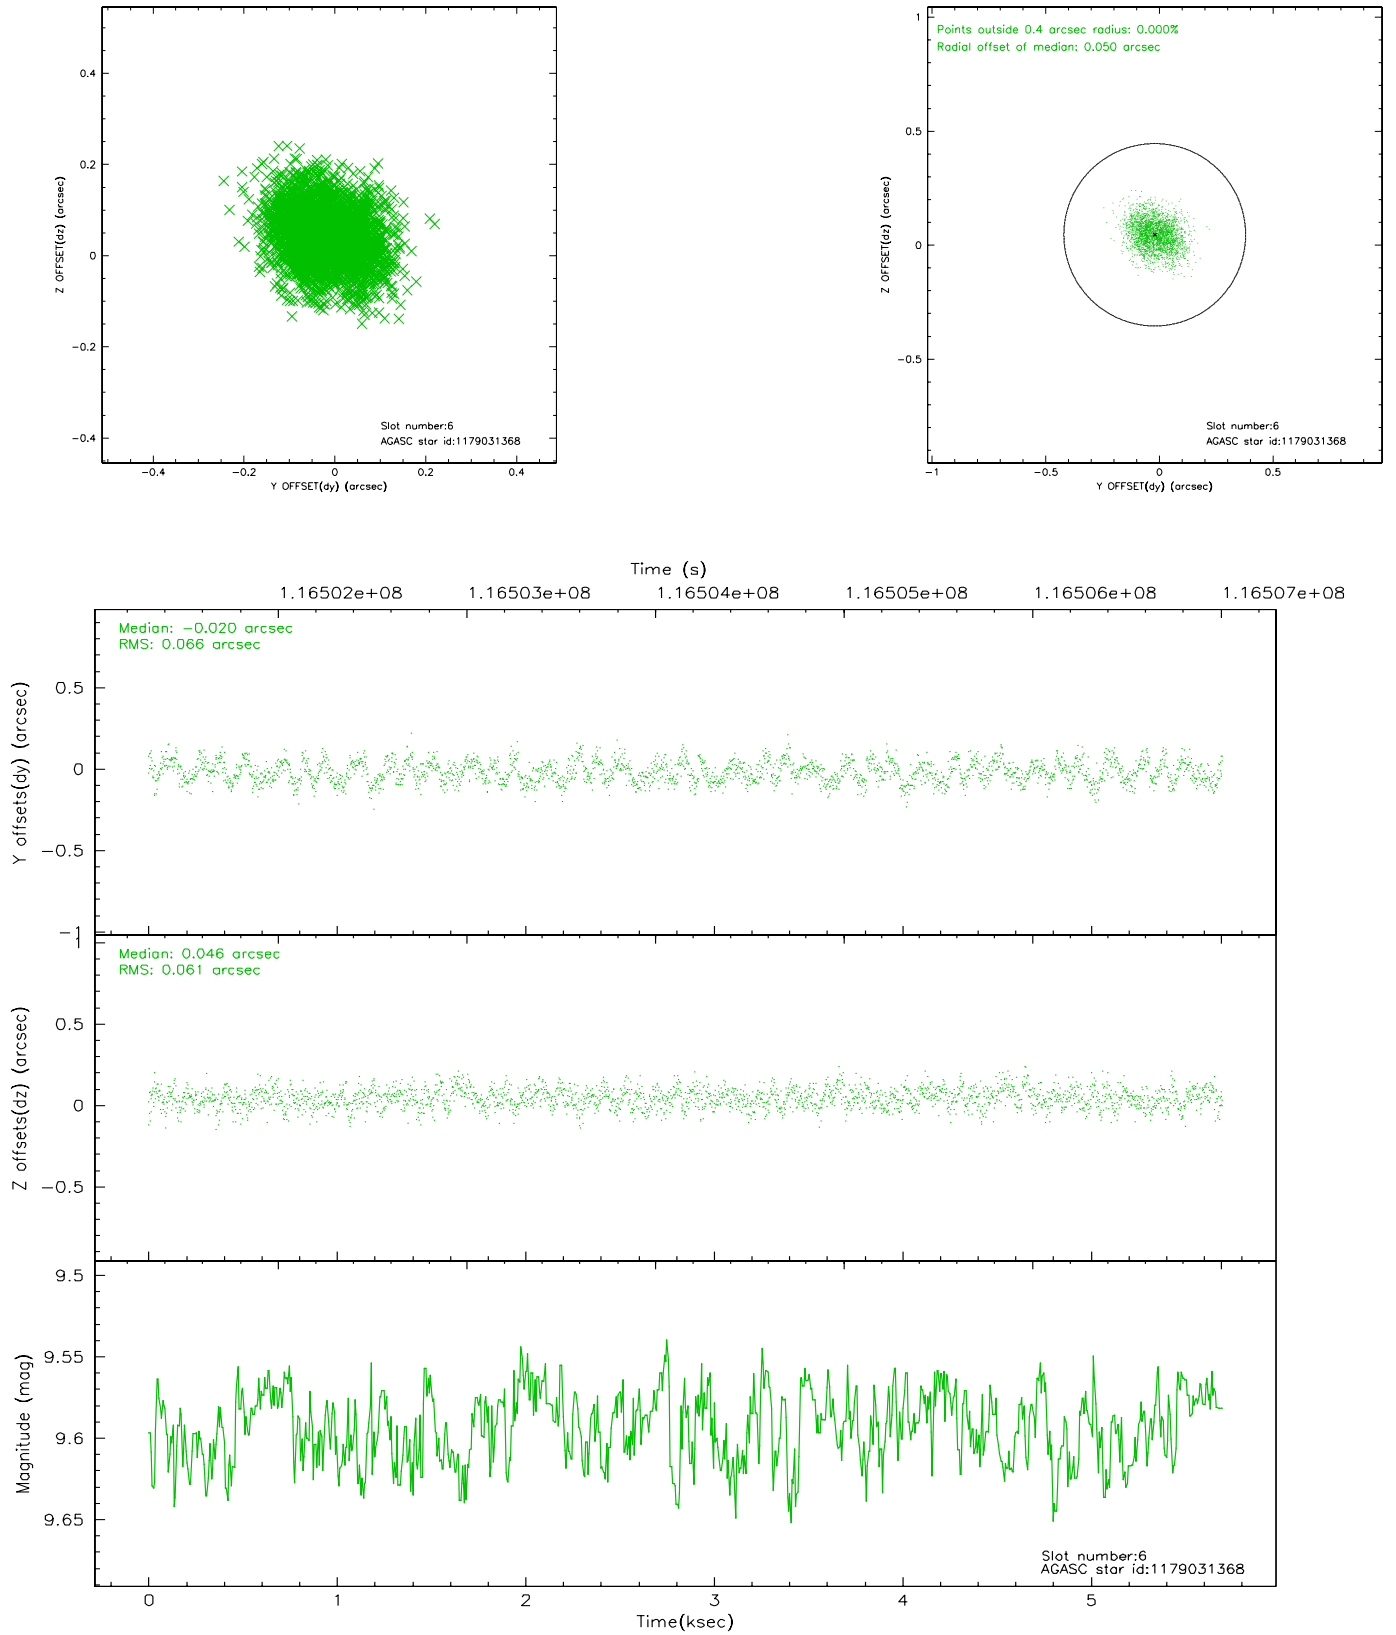 0.4
0.2
0
−0.2
−0.4
Z OFFSET(dz) (arcsec)
Slot number:6
AGASC star id:1179031368
−0.4 −0.2 0 0.2 0.4
Y OFFSET(dy) (arcsec)
Points outside 0.4 arcsec radius: 0.000%
Radial offset of median: 0.050 arcsec
1
0.5
0
−0.5
Z OFFSET(dz) (arcsec)
Slot number:6
AGASC star id:1179031368
−1 −0.5 0 0.5
Y OFFSET(dy) (arcsec)
Time (s)
1.16502e+08 1.16503e+08 1.16504e+08 1.16505e+08 1.16506e+08 1.16507e+08
Median: −0.020 arcsec
RMS: 0.066 arcsec
0.5
0
−0.5
−1
Y offsets(dy) (arcsec)
Median: 0.046 arcsec
RMS: 0.061 arcsec
1
0.5
0
−0.5
Z offsets(dz) (arcsec)
9.5
9.55
9.6
9.65
Magnitude (mag)
Slot number:6
AGASC star id:1179031368
0 1 2 3 4 5
Time(ksec)